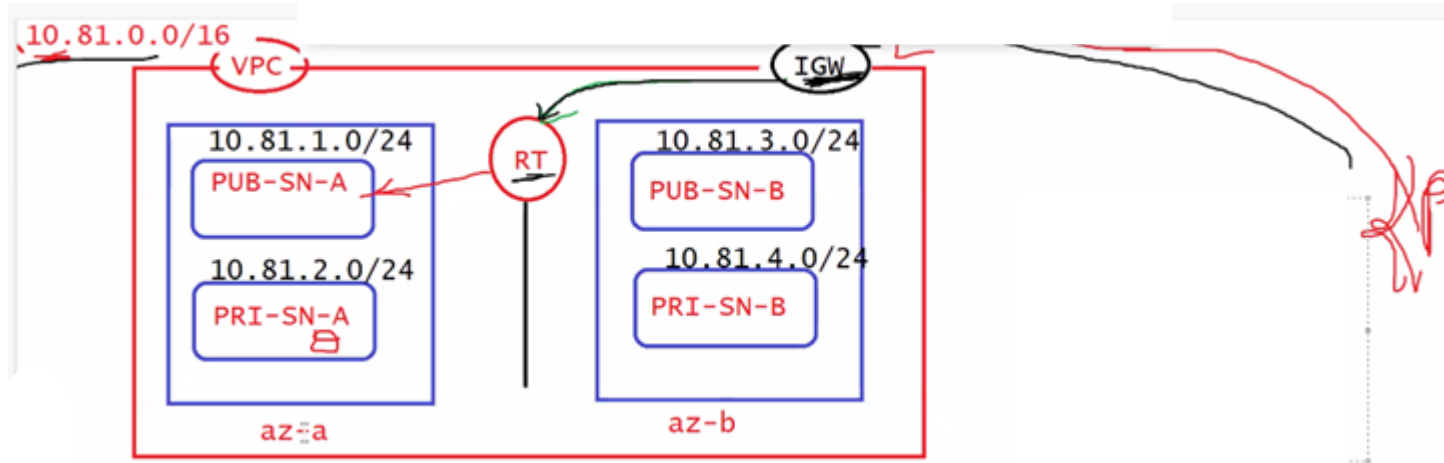 10.81.0.0/16
VPC
IGW
10.81.1.0/24
PUB-SN-A
RT
10.81.3.0/24
PUB-SN-B
10.81.2.0/24
PRI-SN-A
10.81.4.0/24
PRI-SN-B
az-a
az-b